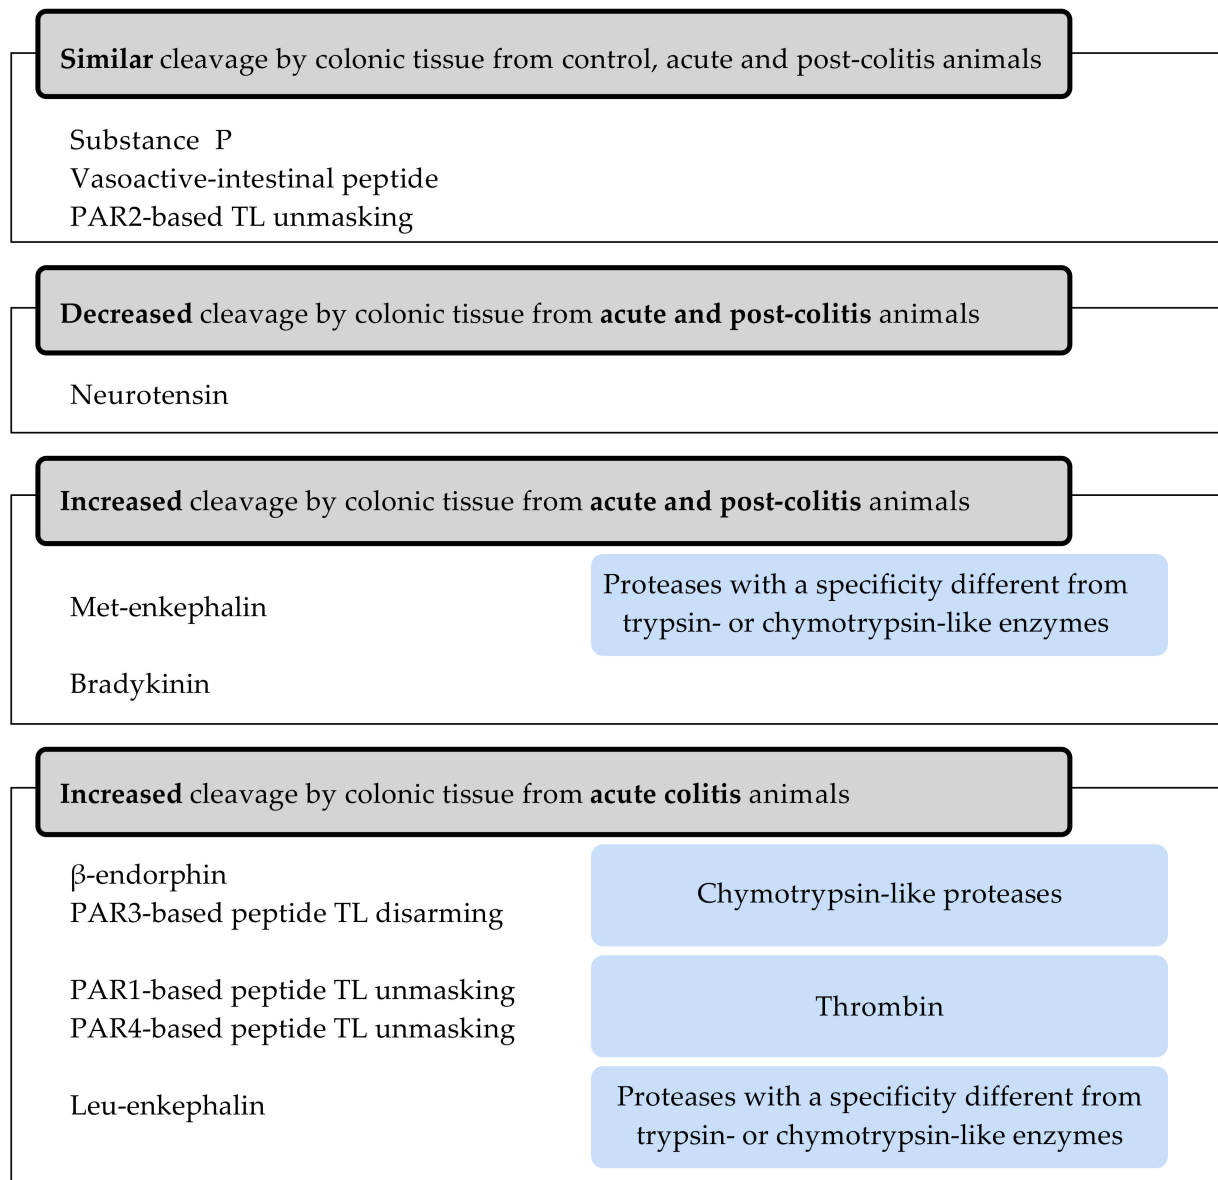 Similar cleavage by colonic tissue from control, acute and post-colitis animals
Substance P
Vasoactive-intestinal peptide
PAR2-based TL unmasking
Decreased cleavage by colonic tissue from acute and post-colitis animals
Neurotensin
Increased cleavage by colonic tissue from acute and post-colitis animals
Met-enkephalin
Proteases with a specificity different from
trypsin- or chymotrypsin-like enzymes
Bradykinin
Increased cleavage by colonic tissue from acute colitis animals
β-endorphin
PAR3-based peptide TL disarming
Chymotrypsin-like proteases
PAR1-based peptide TL unmasking
PAR4-based peptide TL unmasking
Thrombin
Leu-enkephalin
Proteases with a specificity different from
trypsin- or chymotrypsin-like enzymes